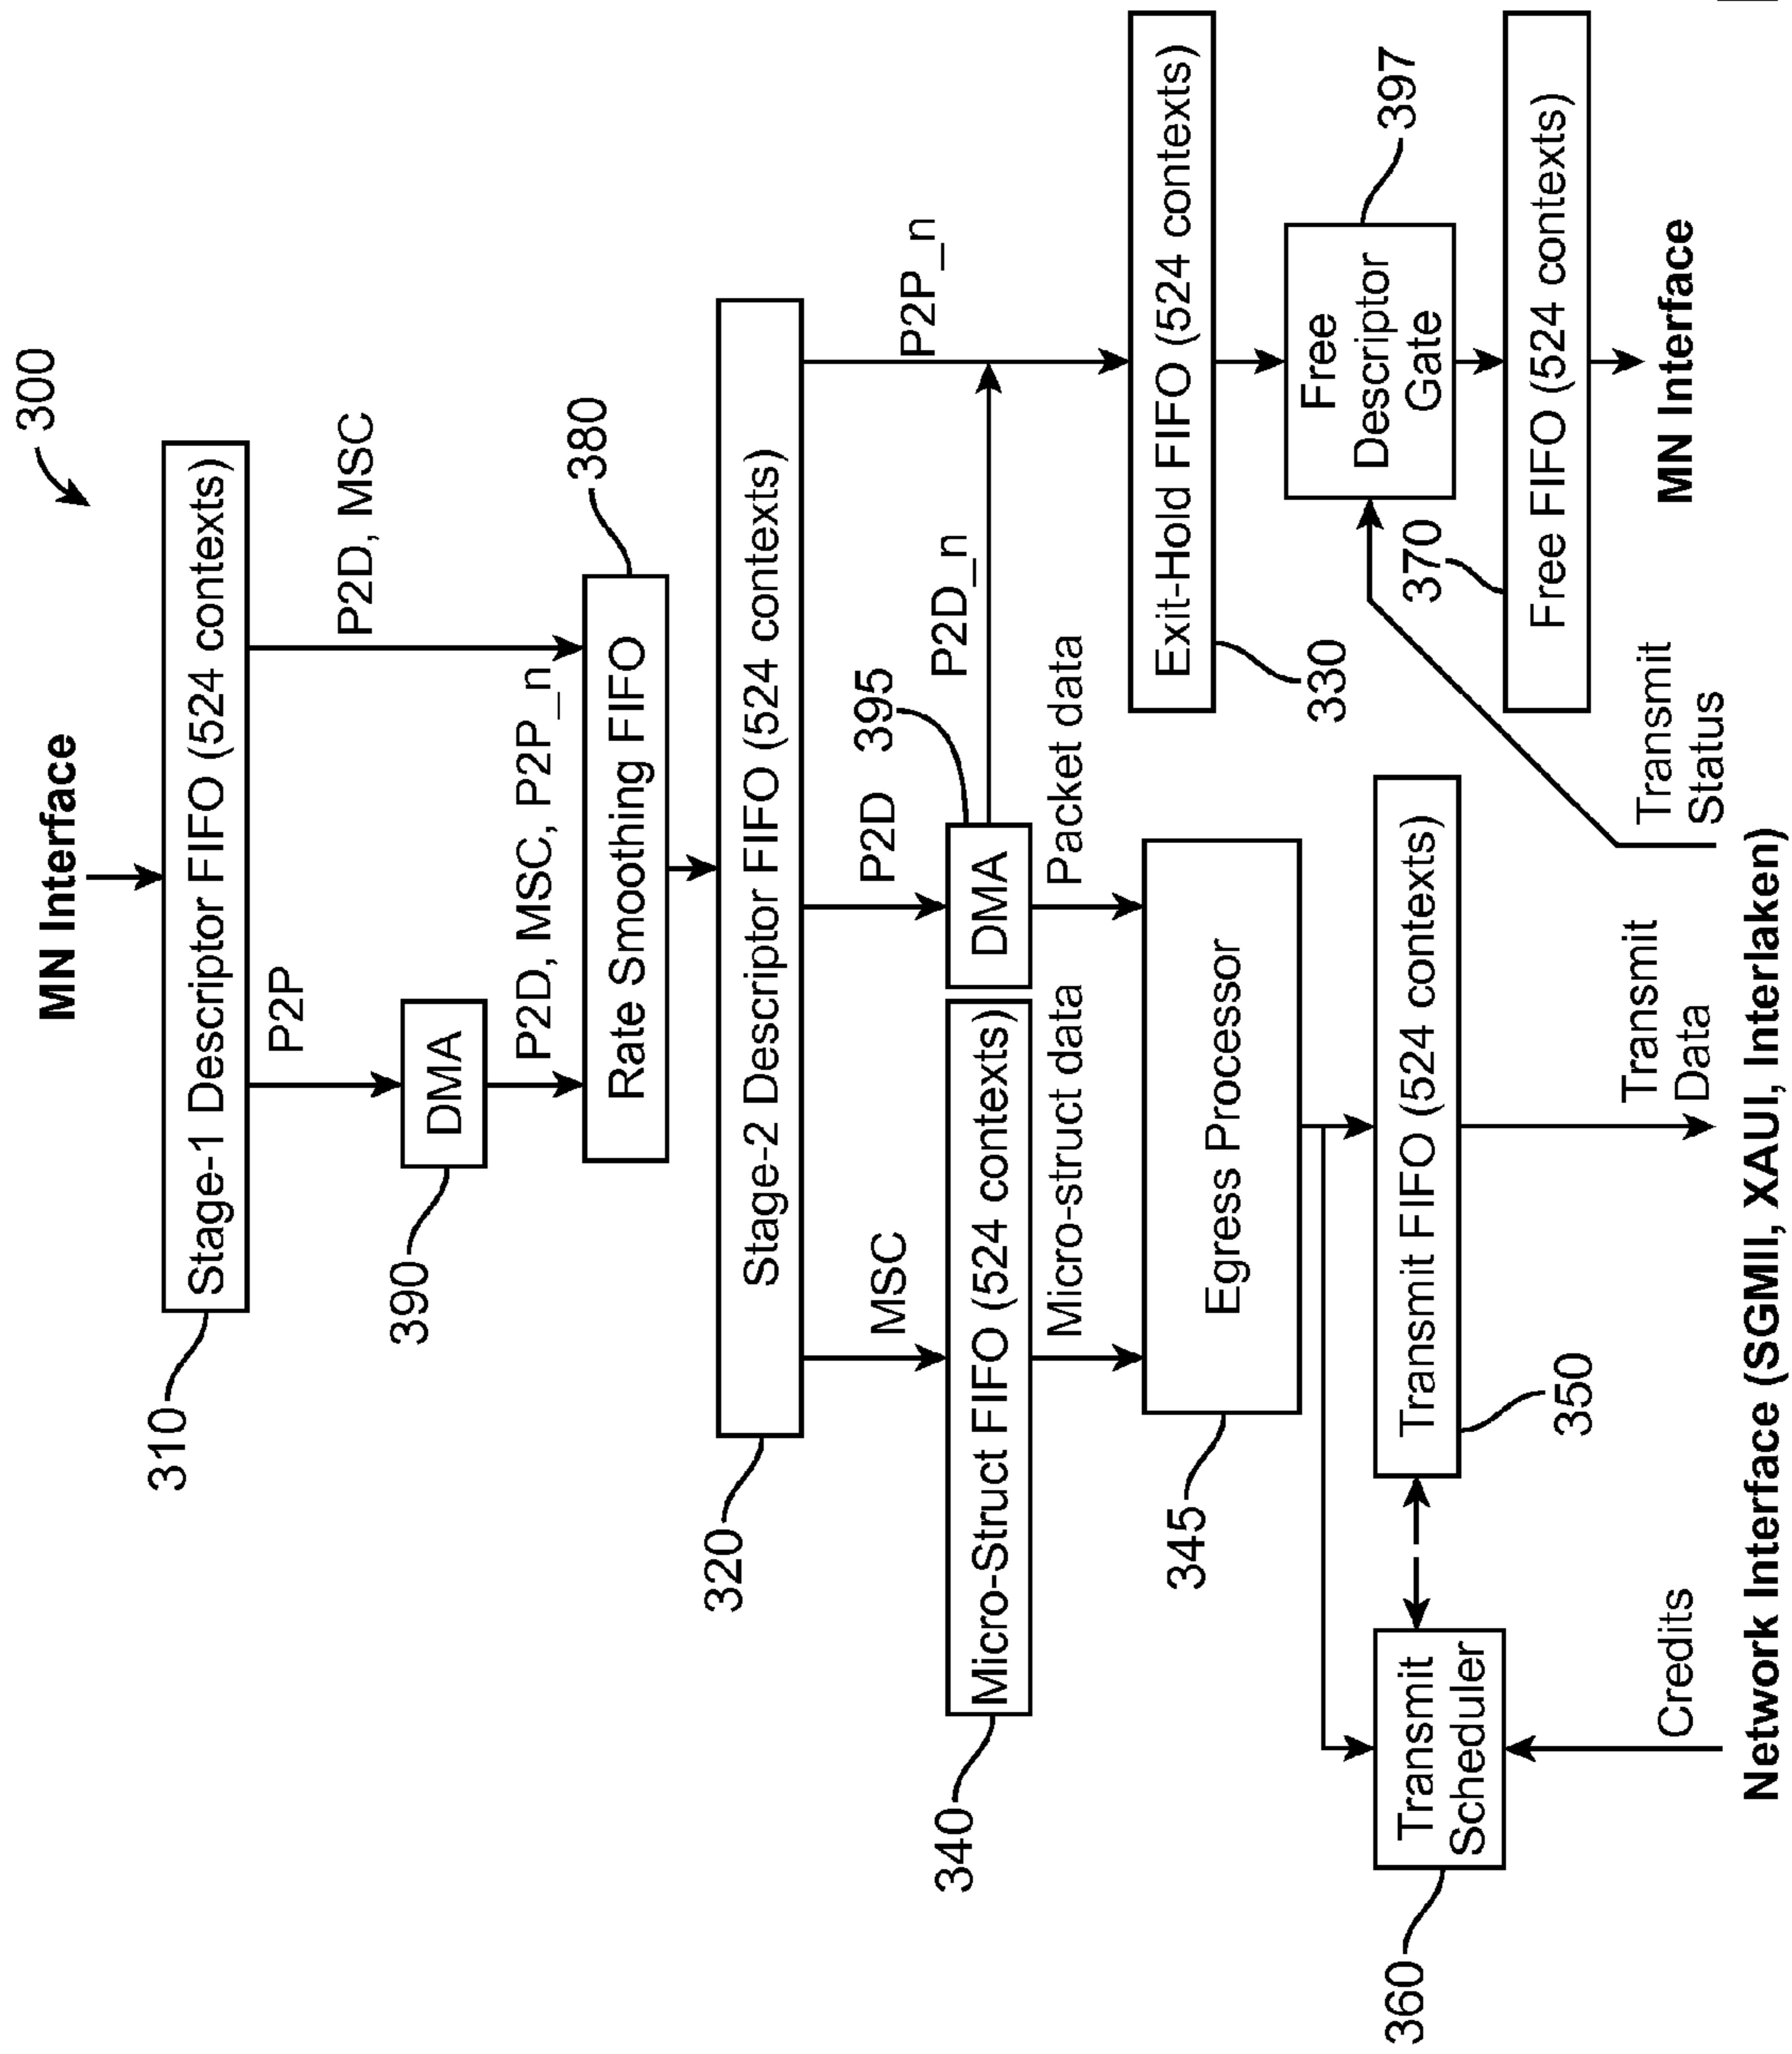 300
MN Interface
310
Stage-1 Descriptor FIFO (524 contexts)
P2P
P2D, MSC
390
DMA
P2D, MSC, P2P_n
380
Rate Smoothing FIFO
320
Stage-2 Descriptor FIFO (524 contexts)
MSC
P2D
395
P2P_n
340
Micro-Struct FIFO (524 contexts)
DMA
P2D_n
Micro-struct data
Packet data
345
Egress Processor
Exit-Hold FIFO (524 contexts)
330
Free
Descriptor
Gate
397
360
Transmit
Scheduler
Transmit FIFO (524 contexts)
350
370
Free FIFO (524 contexts)
Credits
Transmit
Data
Transmit
Status
MN Interface
Network Interface (SGMII, XAUI, Interlaken)